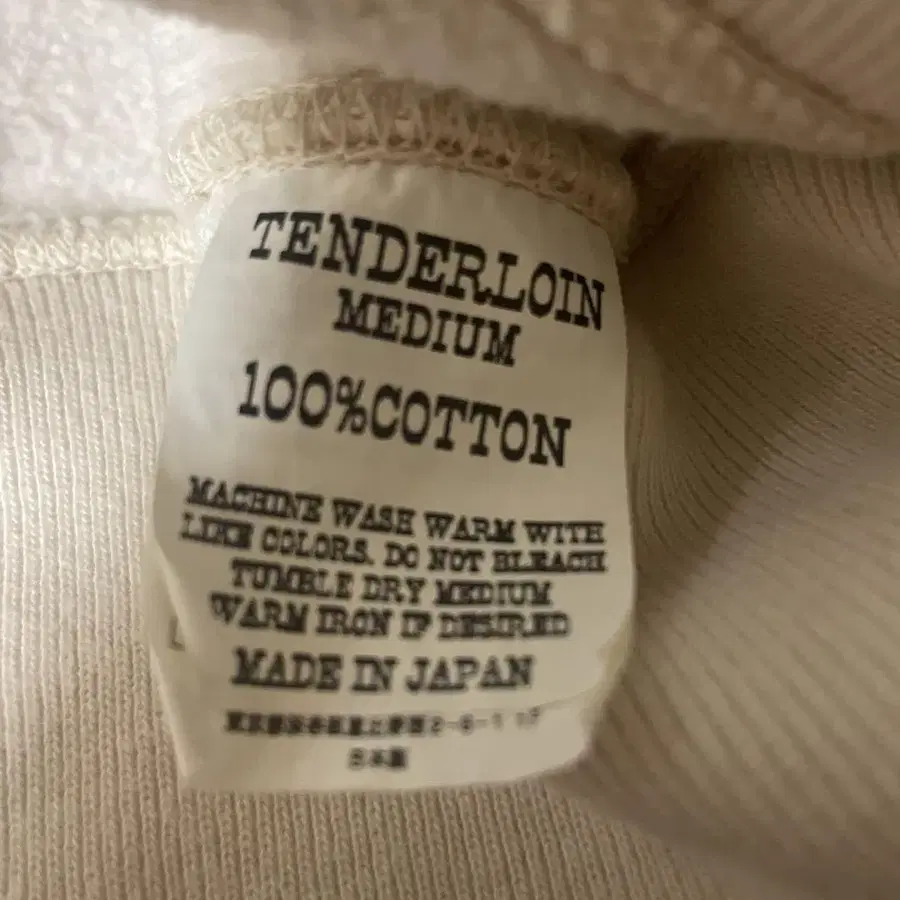 TENDERLOIN
MEDIUM
100%COTTON
MACHINE WASH WARM WITH
LIKE COLORS. DO NOT BLEACH
TUMBLE DRY MEDIUM
WARM IRON IF DESIRED
MADE IN JAPAN
日本製